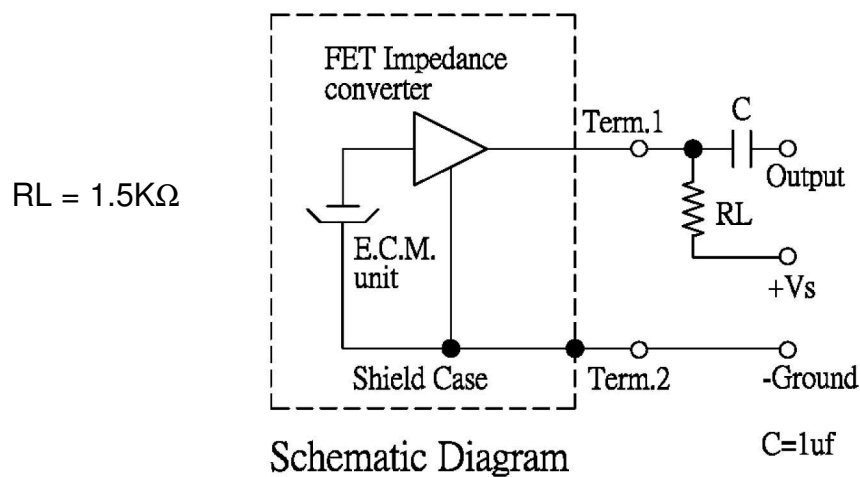 FET Impedance
converter
Term.1
C
Output
RL = 1.5KΩ
RL
E.C.M.
unit
+Vs
Shield Case
Term.2
-Ground
Schematic Diagram
C=1uf